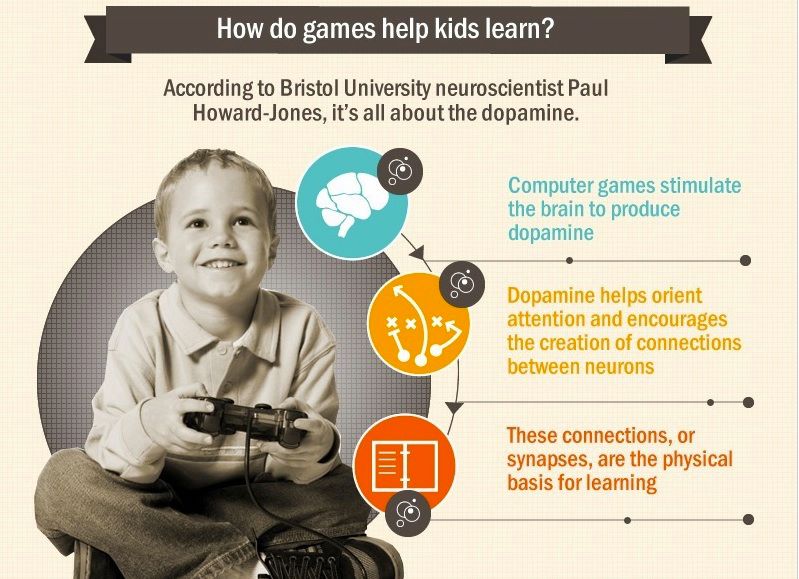 How do games help kids learn?
According to Bristol University neuroscientist Paul
Howard-Jones, it's all about the dopamine.
Computer games stimulate
the brain to produce
dopamine
Dopamine helps orient
attention and encourages
the creation of connections
between neurons
These connections, or
synapses, are the physical
basis for learning